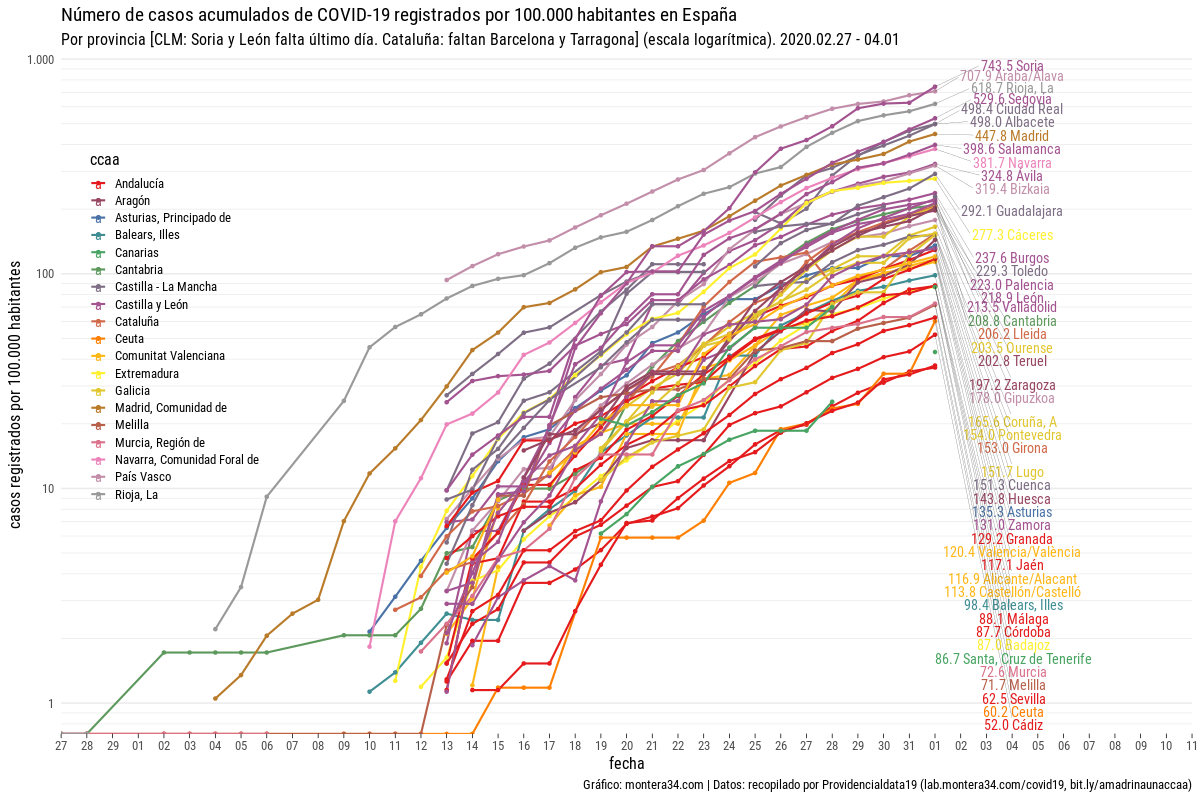 Número de casos acumulados de COVID-19 registrados por 100.000 habitantes en España
Por provincia [CLM: Soria y León falta último día. Cataluña: faltan Barcelona y Tarragona] (escala logarítmica). 2020.02.27 - 04.01
casos registrados por 100.000 habitantes
1.000
100
10
1
ccaa
Andalucía
Aragón
Asturias, Principado de
Balears, Illes
Canarias
Cantabria
Castilla - La Mancha
Castilla y León
Cataluña
Ceuta
Comunitat Valenciana
Extremadura
Galicia
Madrid, Comunidad de
Melilla
Murcia, Región de
Navarra, Comunidad Foral de
País Vasco
Rioja, La
743.5 Soria
707.9 Araba/Álava
618.7 Rioja, La
529.6 Segovia
498.4 Ciudad Real
498.0 Albacete
447.8 Madrid
398.6 Salamanca
381.7 Navarra
324.8 Ávila
319.4 Bizkaia
292.1 Guadalajara
277.3 Cáceres
237.6 Burgos
229.3 Toledo
223.0 Palencia
218.9 León
213.5 Valladolid
208.8 Cantabria
206.2 Lleida
203.5 Ourense
202.8 Teruel
197.2 Zaragoza
178.0 Gipuzkoa
165.6 Coruña, A
154.0 Pontevedra
153.0 Girona
151.7 Lugo
151.3 Cuenca
143.8 Huesca
135.3 Asturias
131.0 Zamora
129.2 Granada
120.4 Valencia/València
117.1 Jaén
116.9 Alicante/Alacant
113.8 Castellón/Castelló
98.4 Balears, Illes
88.1 Málaga
87.7 Córdoba
87.0 Badajoz
86.7 Santa, Cruz de Tenerife
72.6 Murcia
71.7 Melilla
62.5 Sevilla
60.2 Ceuta
52.0 Cádiz
27 28 29 01 02 03 04 05 06 07 08 09 10 11 12 13 14 15 16 17 18 19 20 21 22 23 24 25 26 27 28 29 30 31 01 02 03 04 05 06 07 08 09 10 11
fecha
Gráfico: montera34.com | Datos: recopilado por Providencialdata19 (lab.montera34.com/covid19, bit.ly/amadrinaunaccaa)